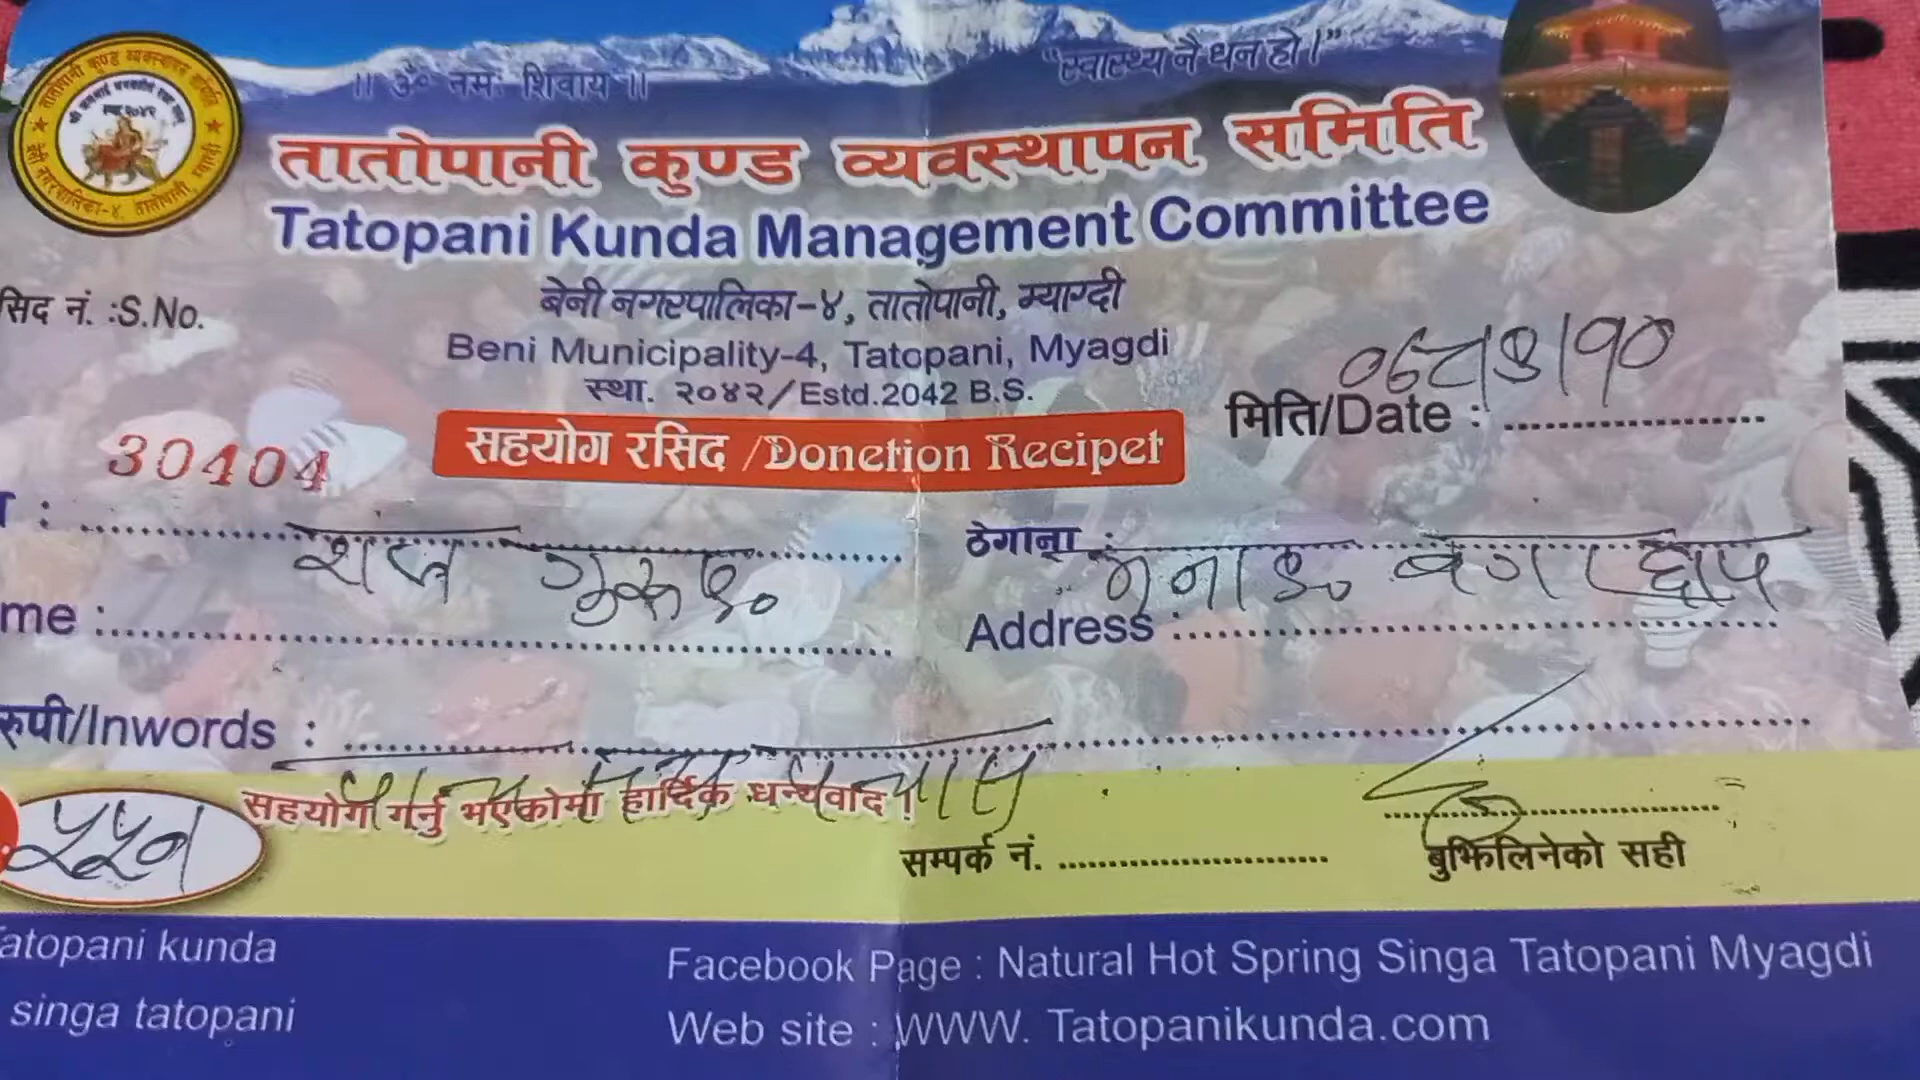 ॥ ॐ नमः शिवाय ॥
"स्वास्थ्य नै धन हो।"
तातोपानी कुण्ड व्यवस्थापन समिति
Tatopani Kunda Management Committee
बेनी नगरपालिका-४, तातोपानी, म्याग्दी
सिद नं. :S.No.
Beni Municipality-4, Tatopani, Myagdi
स्था. २०४२/Estd.2042 B.S.
मिति/Date :
30404
सहयोग रसिद /Donetion Recipet
ठेगाना :
गुरुङ
me :
Address :
रुपी/Inwords :
सहयोग गर्नु भएकोमा हार्दिक धन्यवाद !
५५०/
सम्पर्क नं.
बुझिलिनेको सही
atopani kunda
Facebook Page : Natural Hot Spring Singa Tatopani Myagdi
singa tatopani
Web site : WWW. Tatopanikunda.com